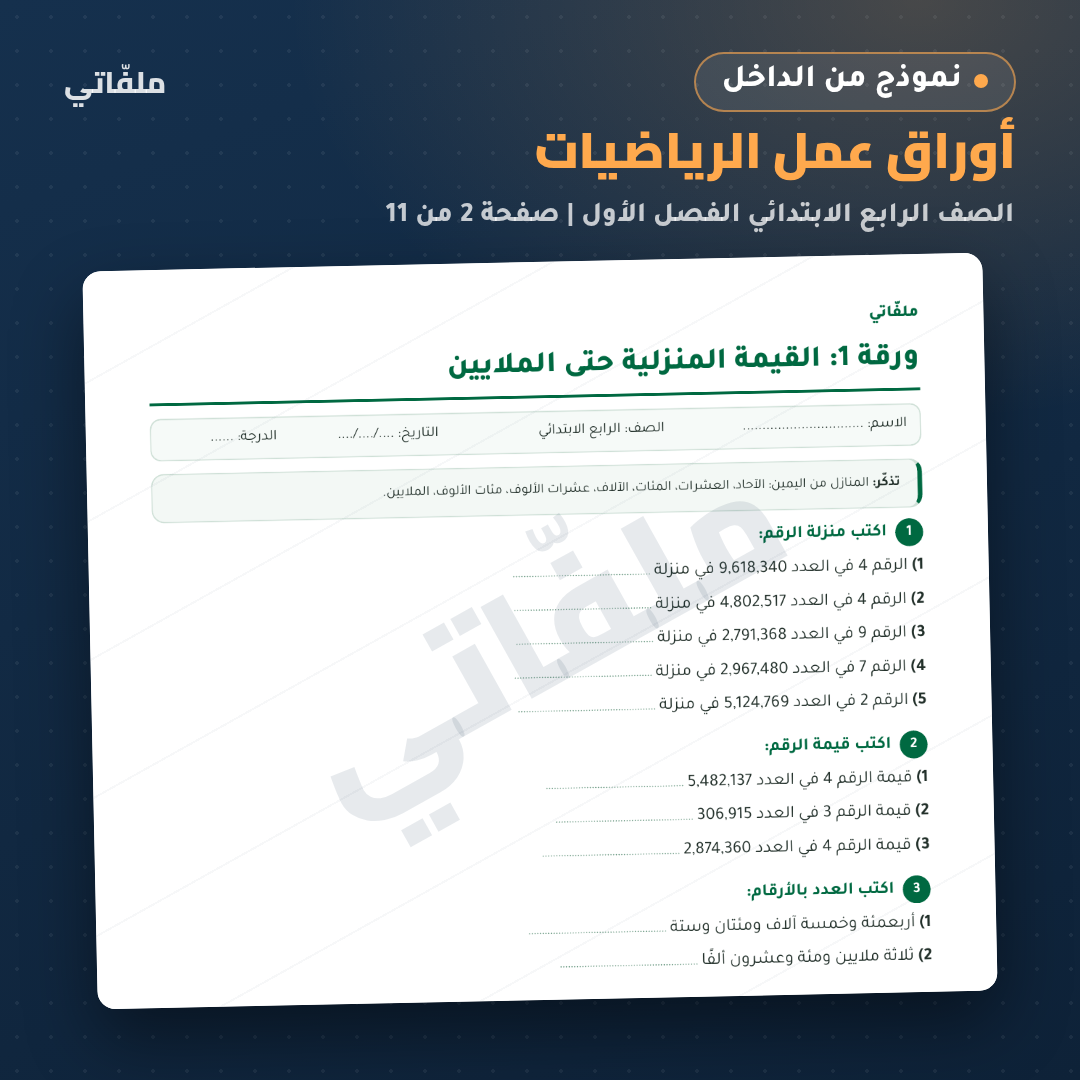 ملفّاتي
نموذج من الداخل
أوراق عمل الرياضيات
الصف الرابع الابتدائي الفصل الأول | صفحة 2 من 11
ملفّاتي
ورقة 1: القيمة المنزلية حتى الملايين
الاسم: .............................. الصف: الرابع الابتدائي التاريخ: ..../..../.... الدرجة: ......
تذكّر: المنازل من اليمين: الآحاد، العشرات، المئات، الآلاف، عشرات الألوف، مئات الألوف، الملايين.
1 اكتب منزلة الرقم:
1) الرقم 4 في العدد 9,618,340 في منزلة ..............................
2) الرقم 4 في العدد 4,802,517 في منزلة ..............................
3) الرقم 9 في العدد 2,791,368 في منزلة ..............................
4) الرقم 7 في العدد 2,967,480 في منزلة ..............................
5) الرقم 2 في العدد 5,124,769 في منزلة ..............................
2 اكتب قيمة الرقم:
1) قيمة الرقم 4 في العدد 5,482,137 ..............................
2) قيمة الرقم 3 في العدد 306,915 ..............................
3) قيمة الرقم 4 في العدد 2,874,360 ..............................
3 اكتب العدد بالأرقام:
1) أربعمئة وخمسة آلاف ومئتان وستة ..............................
2) ثلاثة ملايين ومئة وعشرون ألفًا ..............................
ملفّاتي